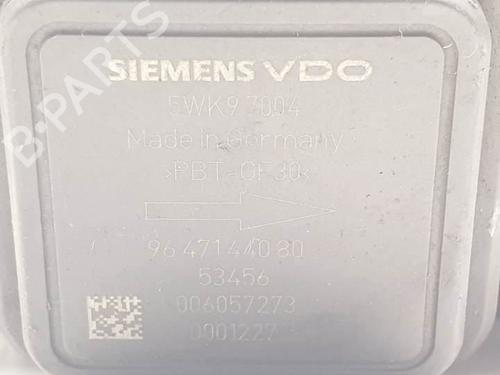 B-PARTS
SIEMENS VDO
5WK9 7004
Made in Germany
>PBT-GF30<
96 471 440 80
53456
006057273
0001227